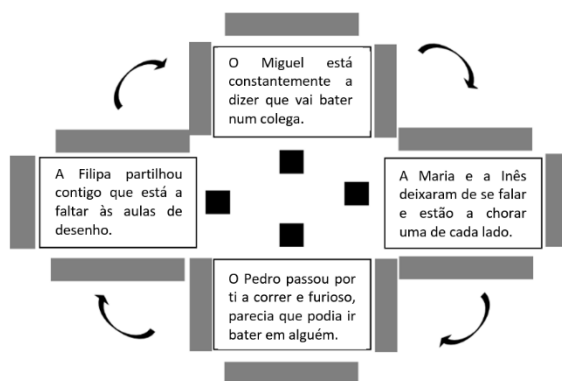 O Miguel está
constantemente a
dizer que vai bater
num colega.
A Filipa partilhou
contigo que está a
faltar às aulas de
desenho.
A Maria e a Inês
deixaram de se falar
e estão a chorar
uma de cada lado.
O Pedro passou por
ti a correr e furioso,
parecia que podia ir
bater em alguém.